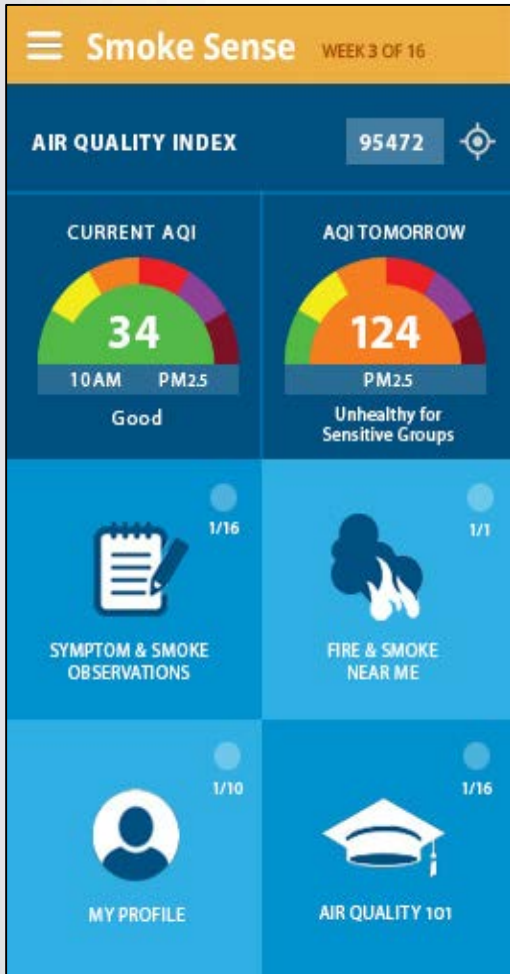 Smoke Sense WEEK 3 OF 16
AIR QUALITY INDEX 95472
CURRENT AQI
34
10AM PM2.5
Good
AQI TOMORROW
124
PM2.5
Unhealthy for
Sensitive Groups
1/16
SYMPTOM & SMOKE
OBSERVATIONS
1/1
FIRE & SMOKE
NEAR ME
1/10
MY PROFILE
1/16
AIR QUALITY 101